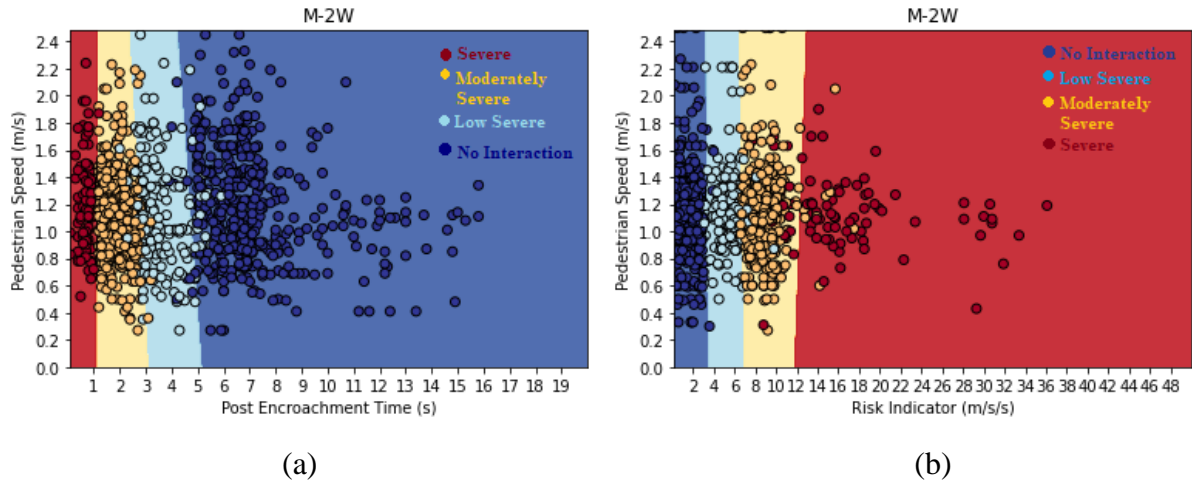 M-2W
2.4
2.2
2.0
1.8
1.6
1.4
1.2
1.0
0.8
0.6
0.4
0.2
0.0
Pedestrian Speed (m/s)
Severe
Moderately
Severe
Low Severe
No Interaction
1 2 3 4 5 6 7 8 9 10 11 12 13 14 15 16 17 18 19
Post Encroachment Time (s)
(a)
M-2W
2.4
2.2
2.0
1.8
1.6
1.4
1.2
1.0
0.8
0.6
0.4
0.2
0.0
Pedestrian Speed (m/s)
No Interaction
Low Severe
Moderately
Severe
Severe
2 4 6 8 10 12 14 16 18 20 22 24 26 28 30 32 34 36 38 40 42 44 46 48
Risk Indicator (m/s/s)
(b)